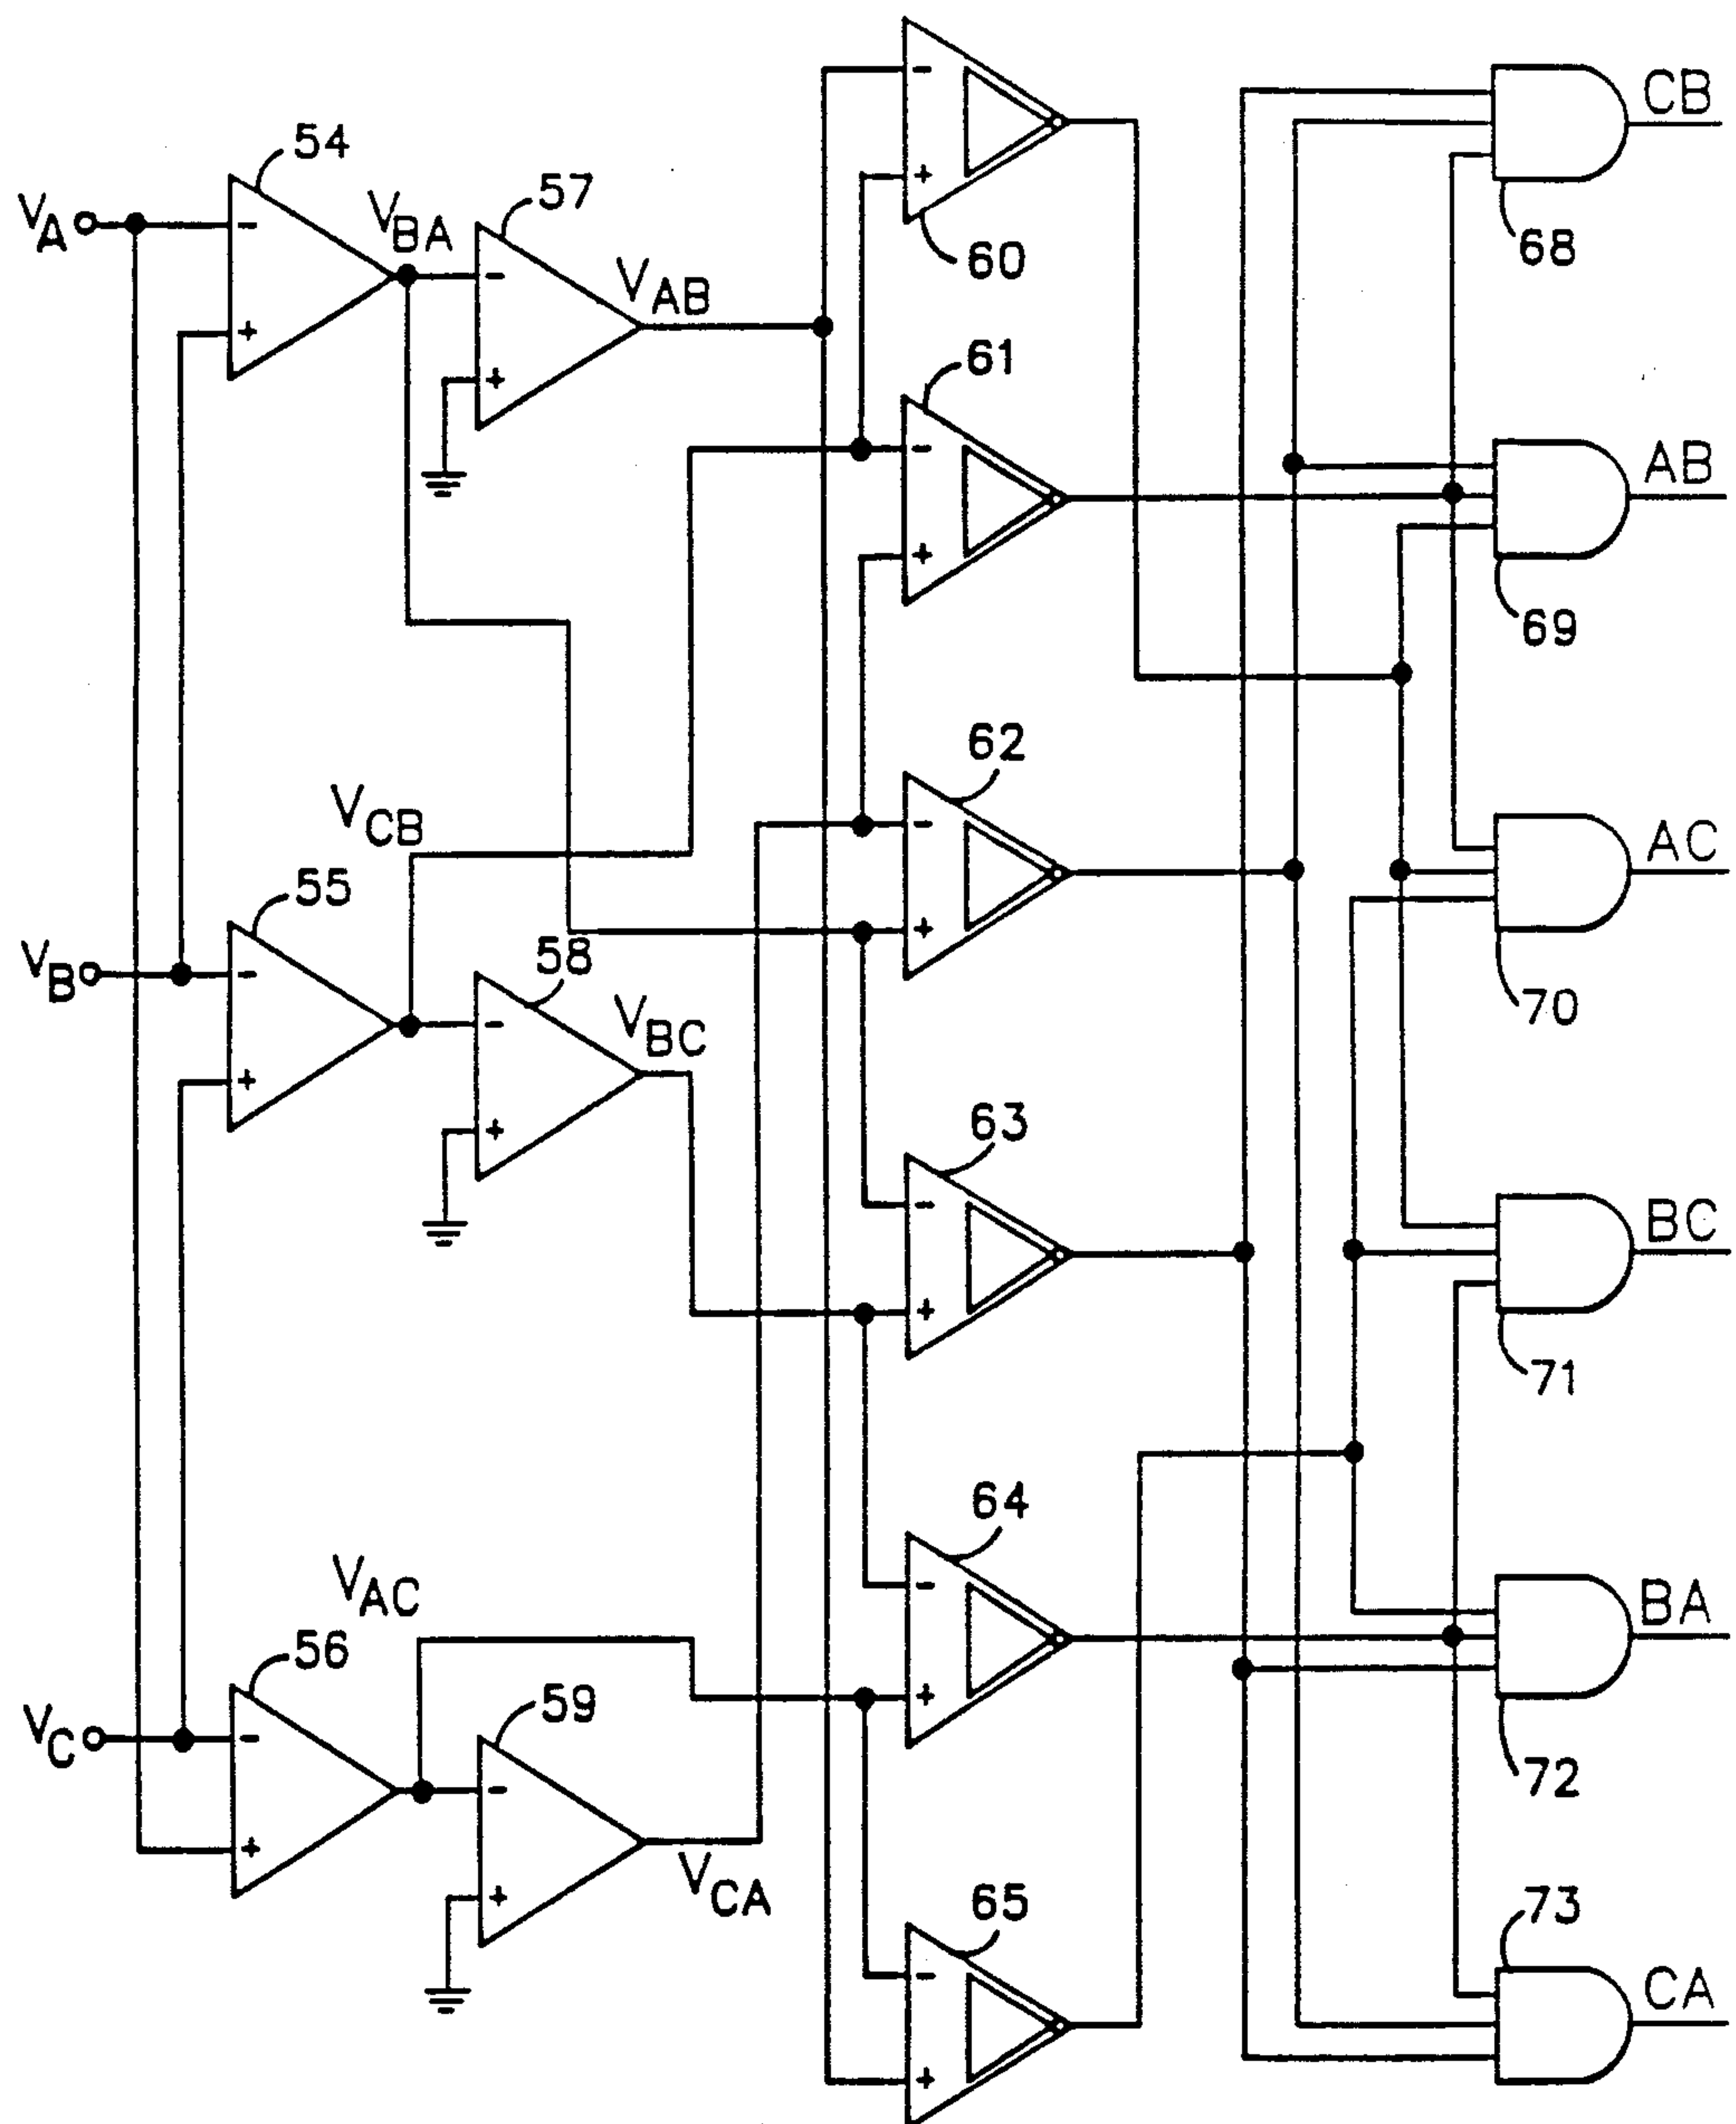 CB
54
V_A
V_BA
57
-
+
68
60
V_AB
-
+
-
+
-
+
61
AB
-
+
69
62
V_CB
AC
55
-
+
V_B
58
V_BC
-
+
-
+
70
63
BC
-
+
71
64
V_AC
BA
56
-
+
V_C
59
-
+
-
+
72
V_CA
65
73
CA
-
+